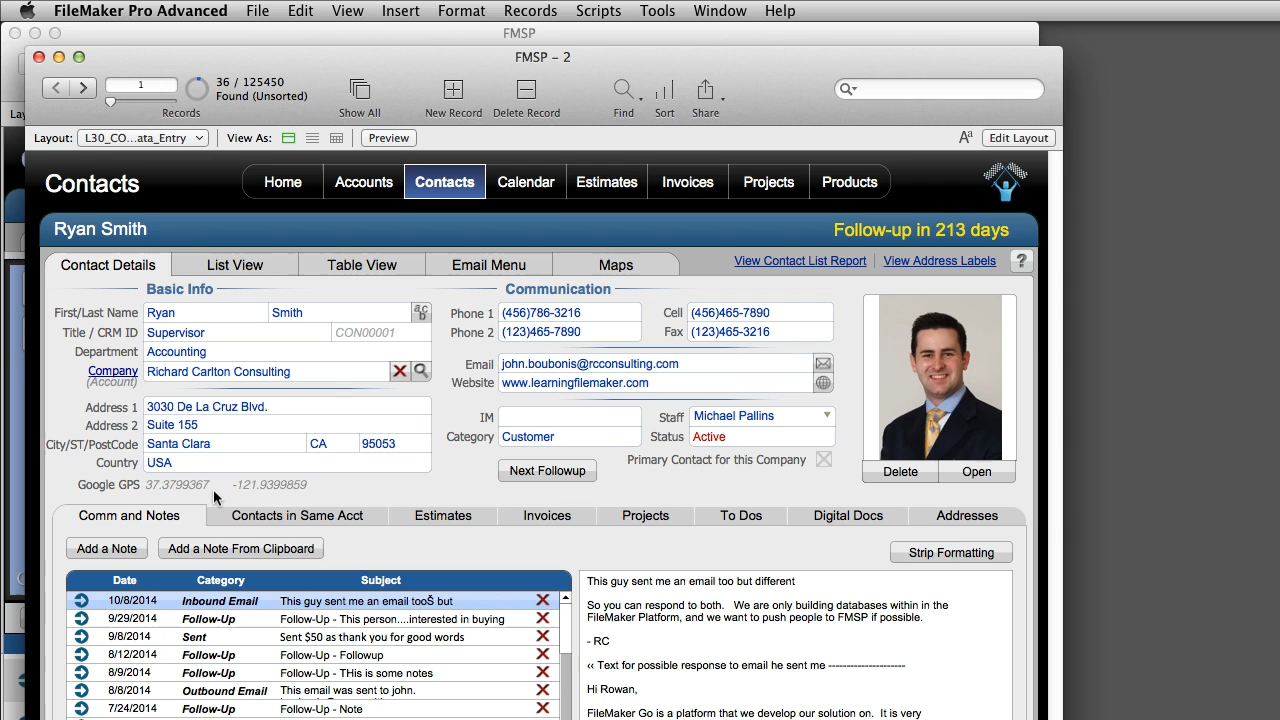 FileMaker Pro Advanced File Edit View Insert Format Records Scripts Tools Window Help
FMSP
FMSP – 2
1
36 / 125450
Found (Unsorted)
Records
Show All
New Record
Delete Record
Find
Sort
Share
Layout: L30_CO...ata_Entry View As: Preview Aa Edit Layout
Contacts
Home Accounts Contacts Calendar Estimates Invoices Projects Products
Ryan Smith
Follow-up in 213 days
Contact Details List View Table View Email Menu Maps
View Contact List Report View Address Labels ?
Basic Info
First/Last Name Ryan Smith
Title / CRM ID Supervisor CON00001
Department Accounting
Company Richard Carlton Consulting
(Account)
Address 1 3030 De La Cruz Blvd.
Address 2 Suite 155
City/ST/PostCode Santa Clara CA 95053
Country USA
Google GPS 37.3799367 -121.9399859
Communication
Phone 1 (456)786-3216 Cell (456)465-7890
Phone 2 (123)465-7890 Fax (123)465-3216
Email john.boubonis@rcconsulting.com
Website www.learningfilemaker.com
IM Staff Michael Pallins
Category Customer Status Active
Next Followup Primary Contact for this Company
Delete Open
Comm and Notes Contacts in Same Acct Estimates Invoices Projects To Dos Digital Docs Addresses
Add a Note Add a Note From Clipboard Strip Formatting
Date Category Subject
10/8/2014 Inbound Email This guy sent me an email tooŠ but
9/29/2014 Follow-Up Follow-Up - This person....interested in buying
9/8/2014 Sent Sent $50 as thank you for good words
8/12/2014 Follow-Up Follow-Up - Followup
8/9/2014 Follow-Up Follow-Up - THis is some notes
8/8/2014 Outbound Email This email was sent to john.
7/24/2014 Follow-Up Follow-Up - Note
This guy sent me an email too but different
So you can respond to both. We are only building databases within in the
FileMaker Platform, and we want to push people to FMSP if possible.
- RC
‹‹ Text for possible response to email he sent me ----------------------
Hi Rowan,
FileMaker Go is a platform that we develop our solution on. It is very